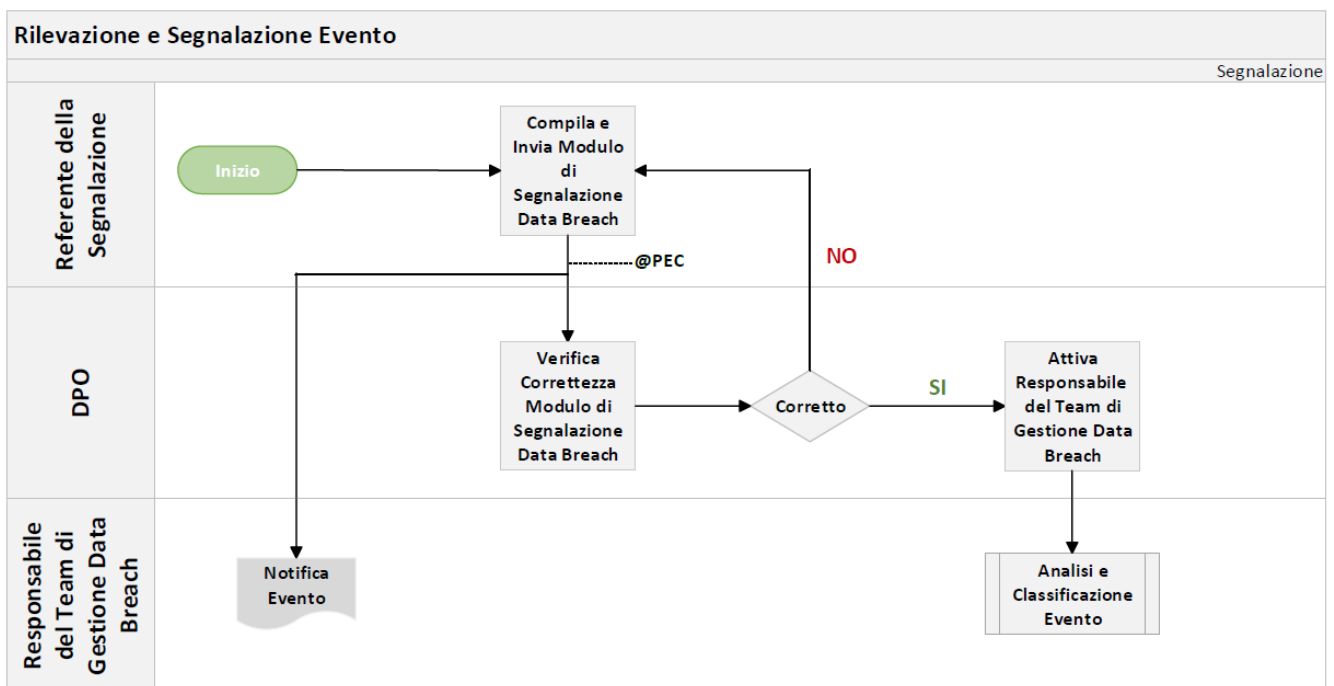 Rilevazione e Segnalazione Evento
Segnalazione
Referente della
Segnalazione
Inizio
Compila e
Invia Modulo
di
Segnalazione
Data Breach
@PEC
NO
DPO
Verifica
Correttezza
Modulo di
Segnalazione
Data Breach
Corretto
SI
Attiva
Responsabile
del Team di
Gestione Data
Breach
Responsabile
del Team di
Gestione Data
Breach
Notifica
Evento
Analisi e
Classificazione
Evento